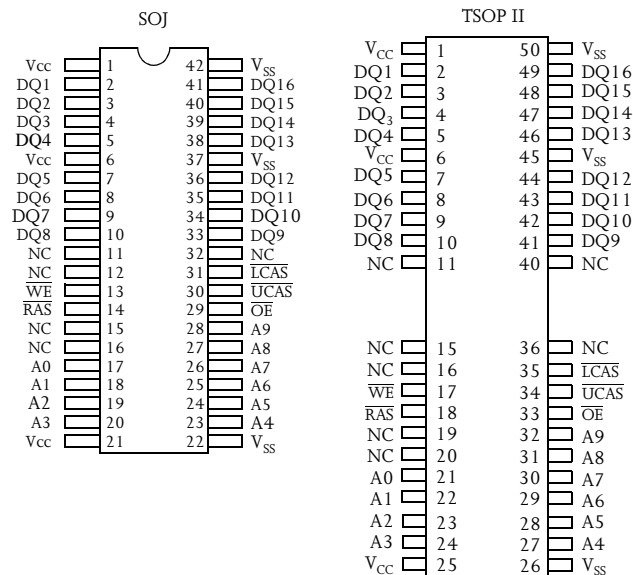 SOJ
Vcc 1 42 VSS
DQ1 2 41 DQ16
DQ2 3 40 DQ15
DQ3 4 39 DQ14
DQ4 5 38 DQ13
Vcc 6 37 VSS
DQ5 7 36 DQ12
DQ6 8 35 DQ11
DQ7 9 34 DQ10
DQ8 10 33 DQ9
NC 11 32 NC
NC 12 31 LCAS
WE 13 30 UCAS
RAS 14 29 OE
NC 15 28 A9
NC 16 27 A8
A0 17 26 A7
A1 18 25 A6
A2 19 24 A5
A3 20 23 A4
Vcc 21 22 VSS
TSOP II
VCC 1 50 VSS
DQ1 2 49 DQ16
DQ2 3 48 DQ15
DQ3 4 47 DQ14
DQ4 5 46 DQ13
VCC 6 45 VSS
DQ5 7 44 DQ12
DQ6 8 43 DQ11
DQ7 9 42 DQ10
DQ8 10 41 DQ9
NC 11 40 NC
NC 15 36 NC
NC 16 35 LCAS
WE 17 34 UCAS
RAS 18 33 OE
NC 19 32 A9
NC 20 31 A8
A0 21 30 A7
A1 22 29 A6
A2 23 28 A5
A3 24 27 A4
VCC 25 26 VSS